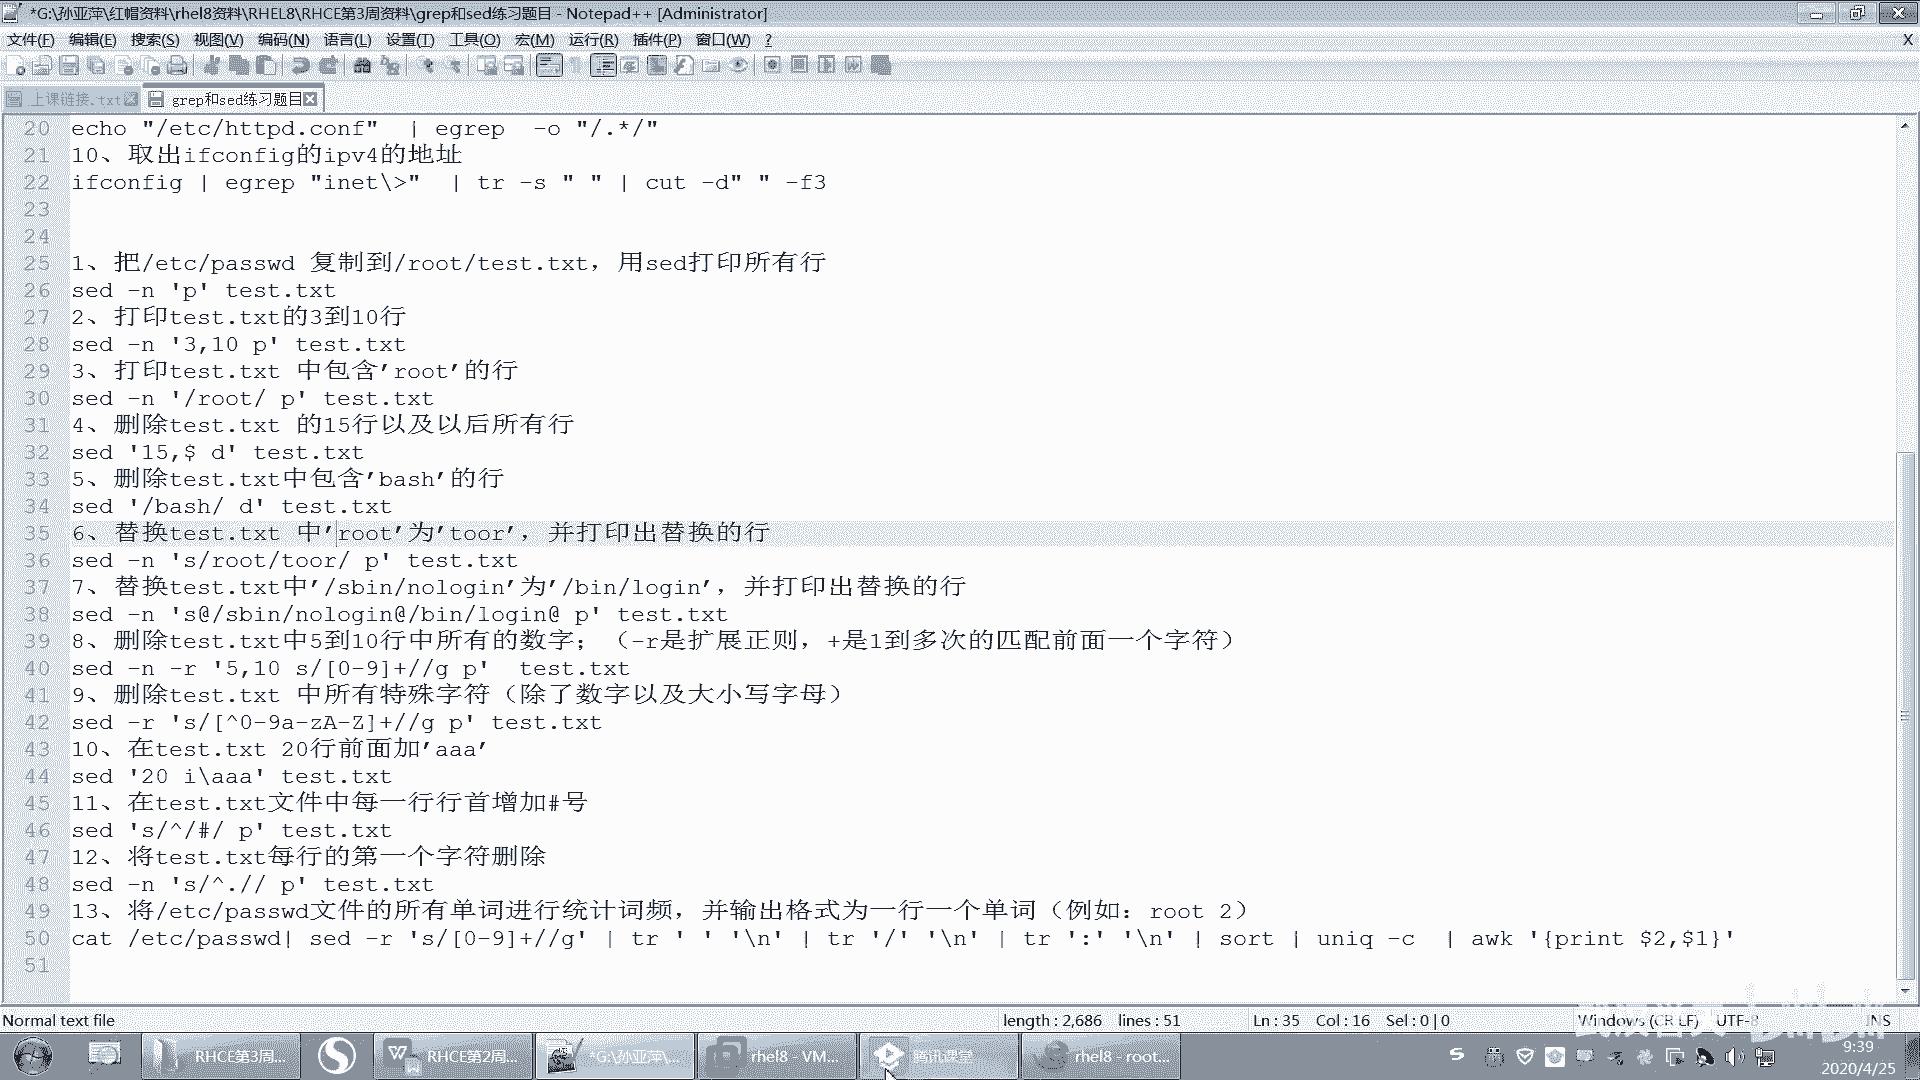 *G:\孙亚萍\红帽资料\rhel8资料\RHEL8\RHCE第3周资料\grep和sed练习题目 - Notepad++ [Administrator]
文件(F) 编辑(E) 搜索(S) 视图(V) 编码(N) 语言(L) 设置(T) 工具(O) 宏(M) 运行(R) 插件(P) 窗口(W) ? X
上课链接.txt grep和sed练习题目
20 echo "/etc/httpd.conf"  | egrep  -o "/.*/"
21 10、取出ifconfig的ipv4的地址
22 ifconfig | egrep "inet\>"  | tr -s " " | cut -d" " -f3
23
24
25 1、把/etc/passwd 复制到/root/test.txt，用sed打印所有行
26 sed -n 'p' test.txt
27 2、打印test.txt的3到10行
28 sed -n '3,10 p' test.txt
29 3、打印test.txt 中包含'root'的行
30 sed -n '/root/ p' test.txt
31 4、删除test.txt 的15行以及以后所有行
32 sed '15,$ d' test.txt
33 5、删除test.txt中包含'bash'的行
34 sed '/bash/ d' test.txt
35 6、替换test.txt 中'root'为'toor'，并打印出替换的行
36 sed -n 's/root/toor/ p' test.txt
37 7、替换test.txt中'/sbin/nologin'为'/bin/login'，并打印出替换的行
38 sed -n 's@/sbin/nologin@/bin/login@ p' test.txt
39 8、删除test.txt中5到10行中所有的数字；（-r是扩展正则，+是1到多次的匹配前面一个字符）
40 sed -n -r '5,10 s/[0-9]+//g p'  test.txt
41 9、删除test.txt 中所有特殊字符（除了数字以及大小写字母）
42 sed -r 's/[^0-9a-zA-Z]+//g p' test.txt
43 10、在test.txt 20行前面加'aaa'
44 sed '20 i\aaa' test.txt
45 11、在test.txt文件中每一行行首增加#号
46 sed 's/^/#/ p' test.txt
47 12、将test.txt每行的第一个字符删除
48 sed -n 's/^.// p' test.txt
49 13、将/etc/passwd文件的所有单词进行统计词频，并输出格式为一行一个单词（例如：root 2）
50 cat /etc/passwd| sed -r 's/[0-9]+//g' | tr ' ' '\n' | tr '/' '\n' | tr ':' '\n' | sort | uniq -c  | awk '{print $2,$1}'
51
Normal text file length : 2,686 lines : 51 Ln : 35 Col : 16 Sel : 0 | 0 Windows (CR LF) UTF-8 INS
RHCE第3周... RHCE第2周... *G:\孙亚萍\... rhel8 - VM... 腾讯课堂 rhel8 - root...
9:39
2020/4/25